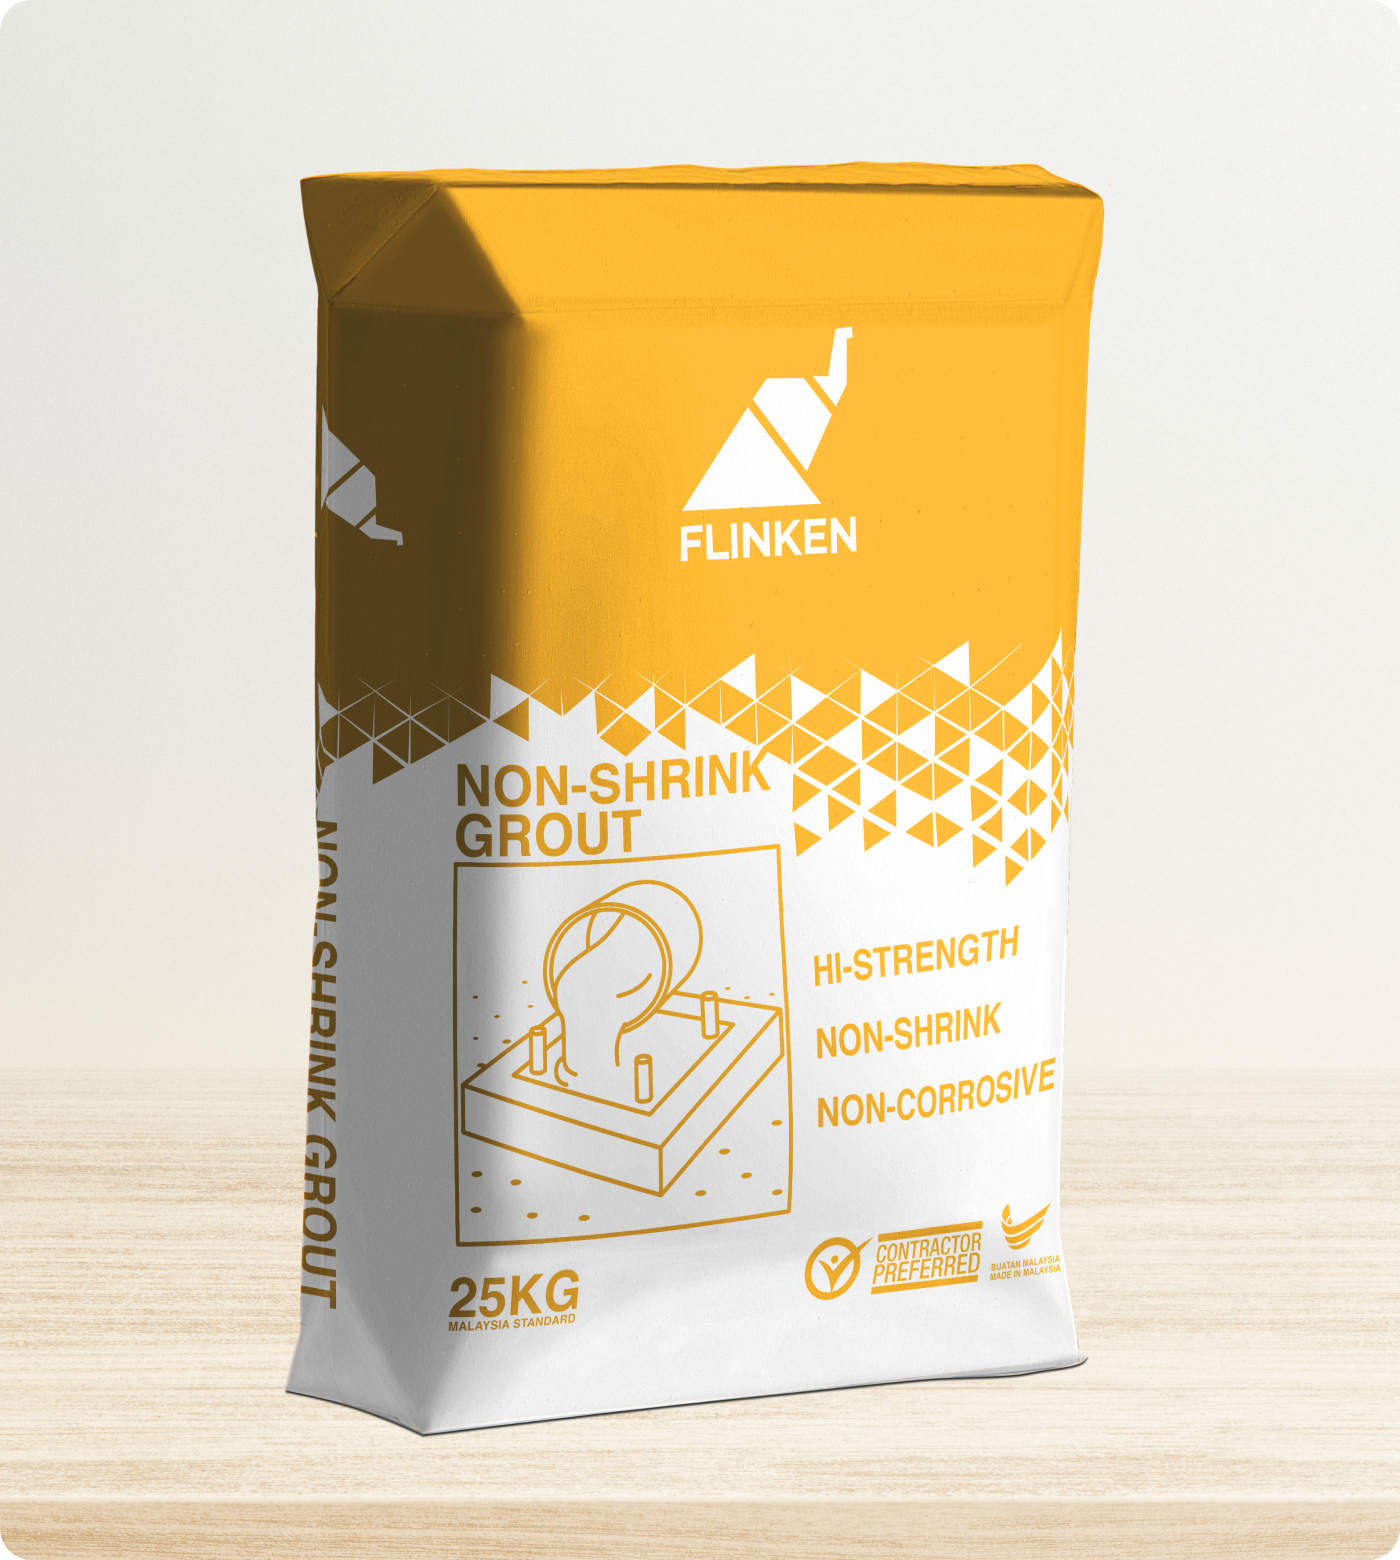 FLINKEN
NON-SHRINK
GROUT
NON-SHRINK GROUT
HI-STRENGTH
NON-SHRINK
NON-CORROSIVE
25KG
MALAYSIA STANDARD
CONTRACTOR
PREFERRED
BUATAN MALAYSIA
MADE IN MALAYSIA